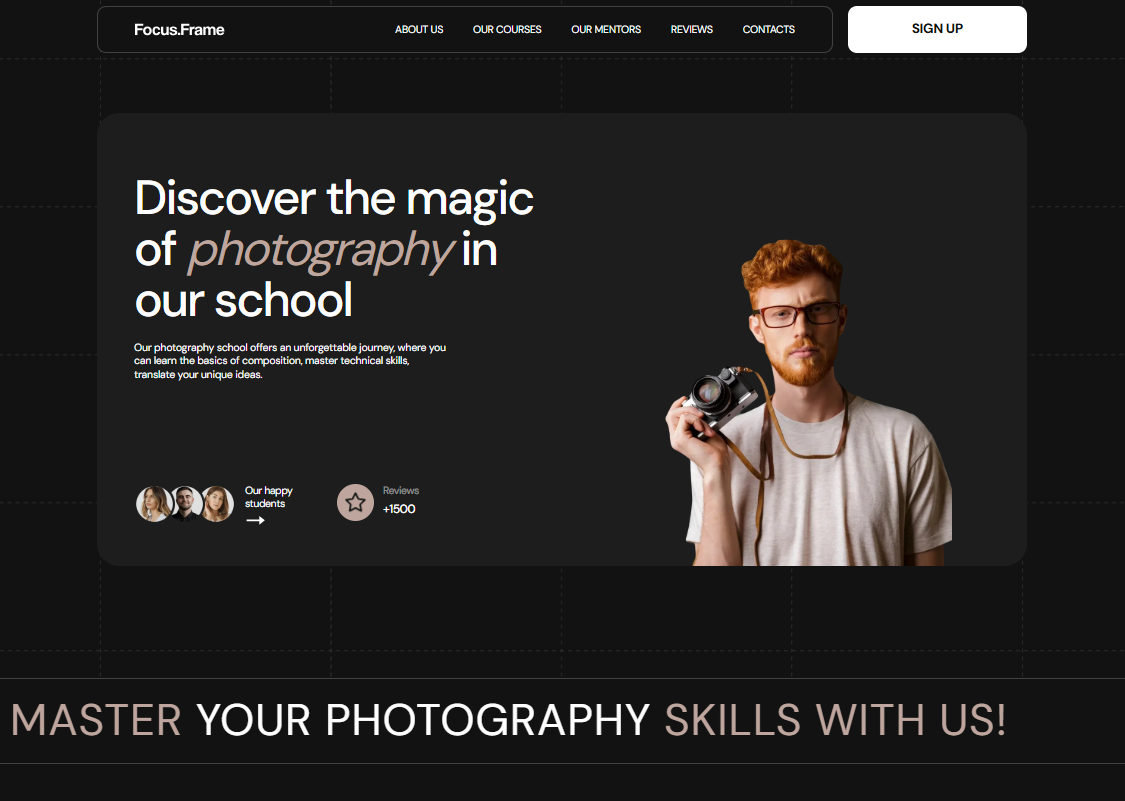 Focus.Frame
ABOUT US
OUR COURSES
OUR MENTORS
REVIEWS
CONTACTS
SIGN UP
Discover the magic
of photography in
our school
Our photography school offers an unforgettable journey, where you
can learn the basics of composition, master technical skills,
translate your unique ideas.
Our happy
students
Reviews
+1500
MASTER YOUR PHOTOGRAPHY SKILLS WITH US!